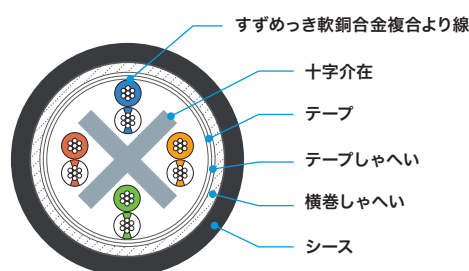 すずめっき軟銅合金複合より線
十字介在
テープ
テープしゃへい
横巻しゃへい
シース